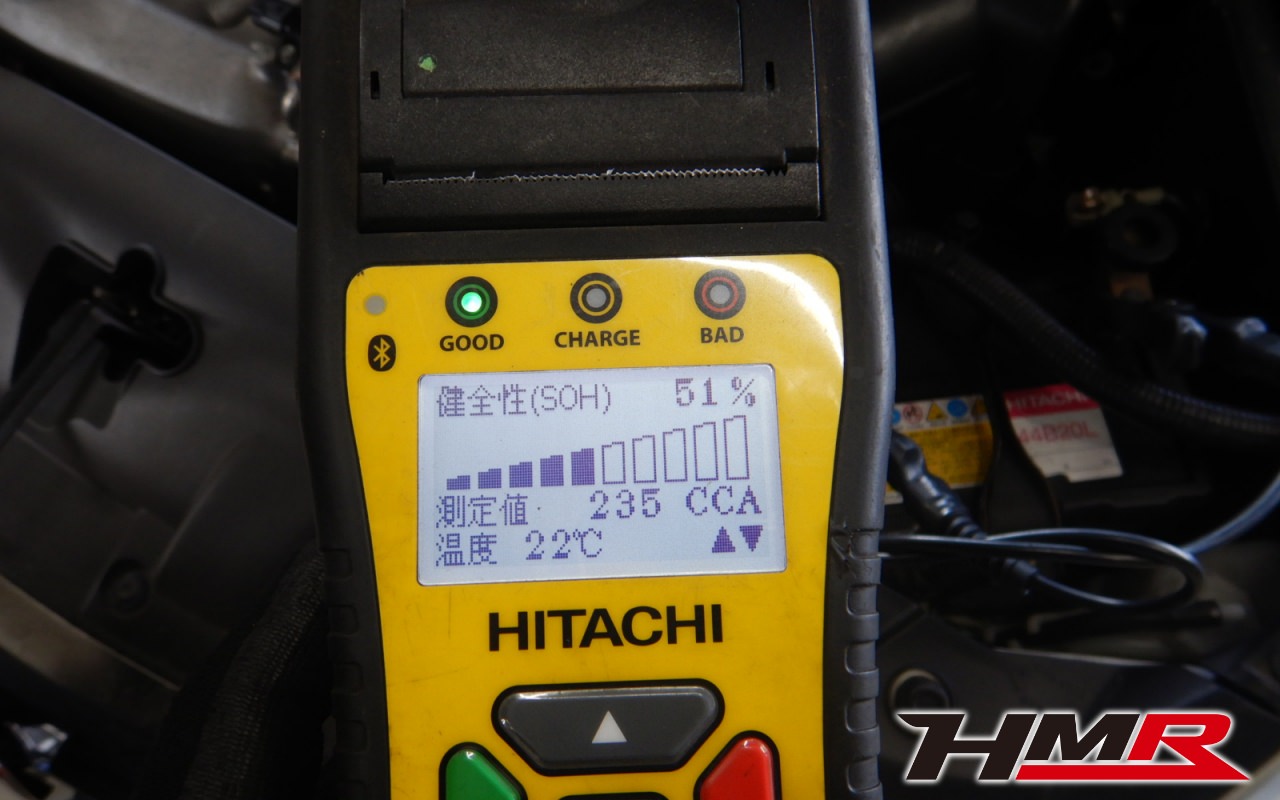 GOOD
CHARGE
BAD
健全性(SOH) 51%
測定値 235 CCA
温度 22℃
HITACHI
HITACHI
44B20L
HMR